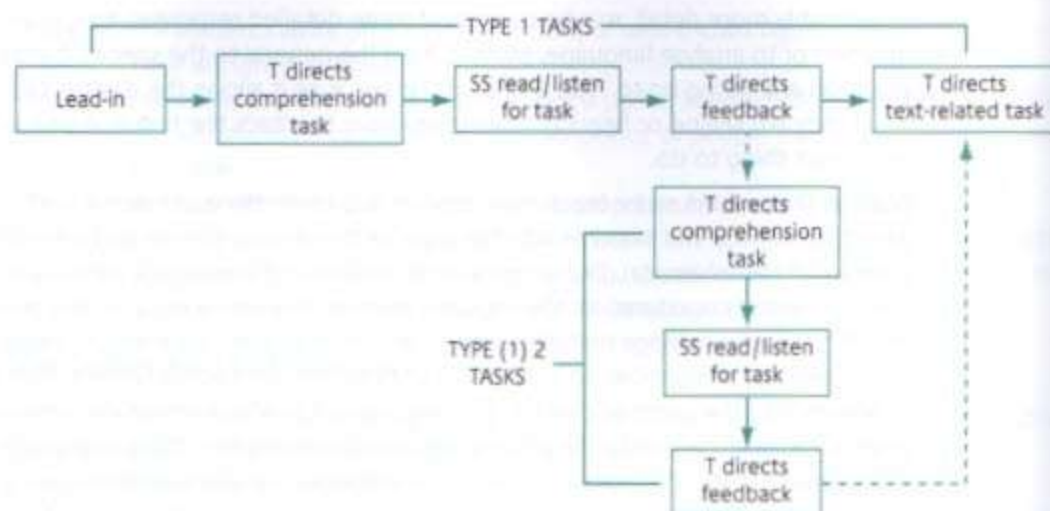 TYPE 1 TASKS
Lead-in
T directs
comprehension
task
SS read/listen
for task
T directs
feedback
T directs
text-related task
T directs
comprehension
task
TYPE (1) 2
TASKS
SS read/listen
for task
T directs
feedback